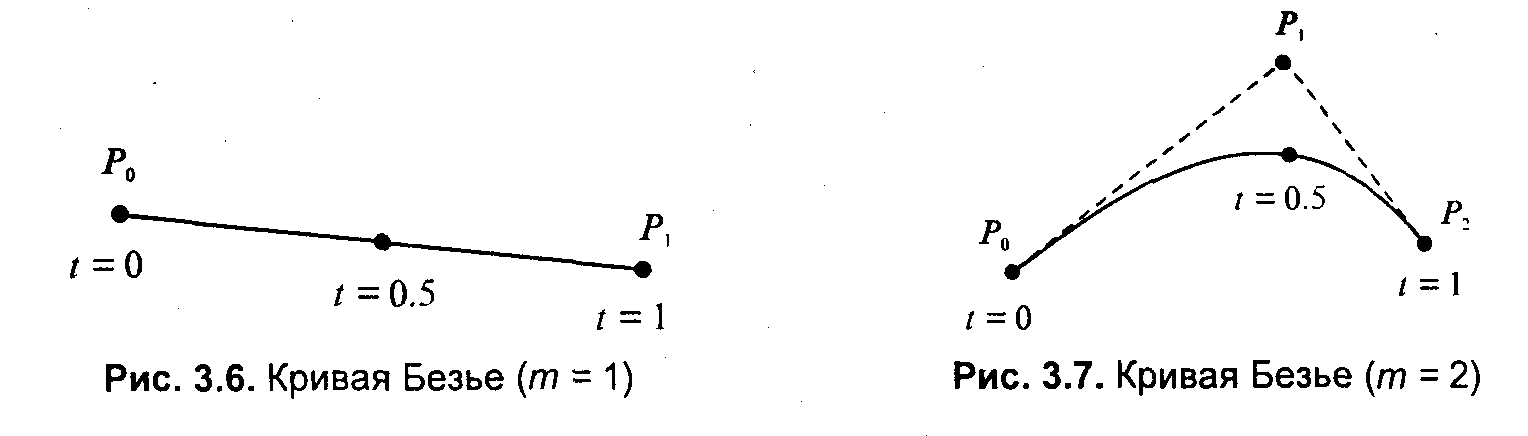 P₀
P₁
t = 0
t = 0.5
t = 1
Рис. 3.6. Кривая Безье (m = 1)
P₁
t = 0.5
P₀
P₂
t = 1
t = 0
Рис. 3.7. Кривая Безье (m = 2)